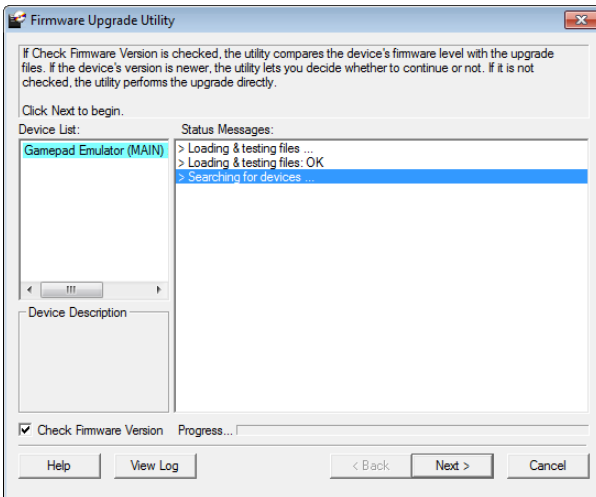 Firmware Upgrade Utility
If Check Firmware Version is checked, the utility compares the device's firmware level with the upgrade
files. If the device's version is newer, the utility lets you decide whether to continue or not. If it is not
checked, the utility performs the upgrade directly.
Click Next to begin.
Device List:
Status Messages:
Gamepad Emulator (MAIN)
> Loading & testing files ...
> Loading & testing files: OK
> Searching for devices ...
Device Description
Check Firmware Version
Progress...
Help
View Log
< Back
Next >
Cancel